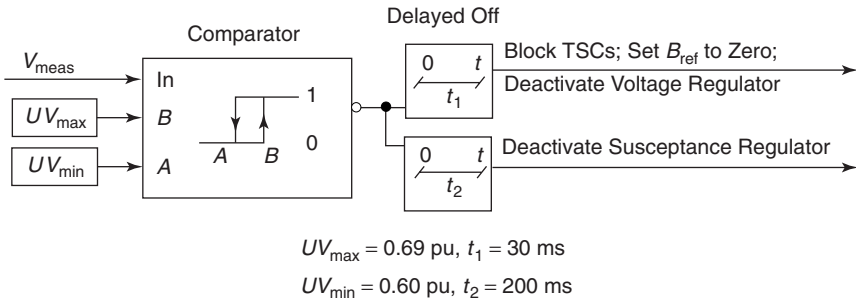 Delayed Off
Comparator
V_meas
In
0 t
t_1
Block TSCs; Set B_ref to Zero;
Deactivate Voltage Regulator
UV_max
B
1
0
A B
UV_min
A
0 t
t_2
Deactivate Susceptance Regulator
UV_max = 0.69 pu, t_1 = 30 ms
UV_min = 0.60 pu, t_2 = 200 ms